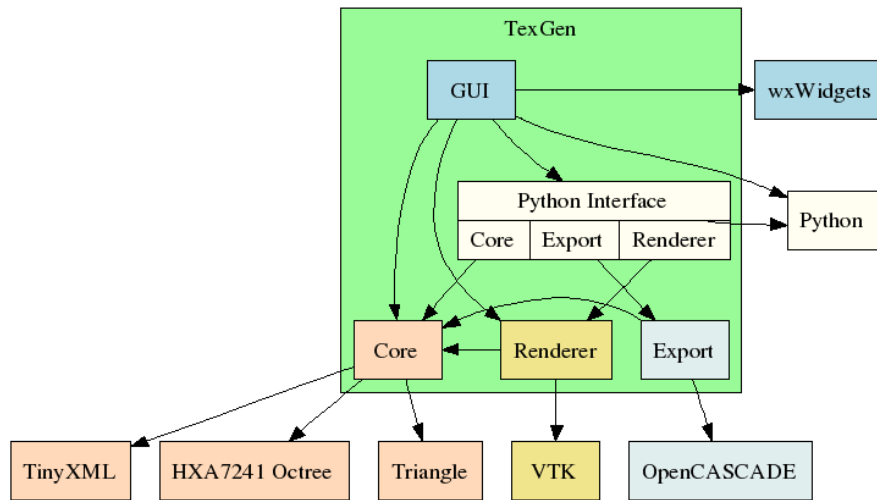 TexGen
GUI
wxWidgets
Python Interface
Core
Export
Renderer
Python
Core
Renderer
Export
TinyXML
HXA7241 Octree
Triangle
VTK
OpenCASCADE